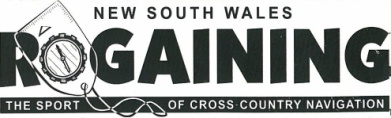 NEW SOUTH WALES
ROGAINING
THE SPORT OF CROSS-COUNTRY NAVIGATION